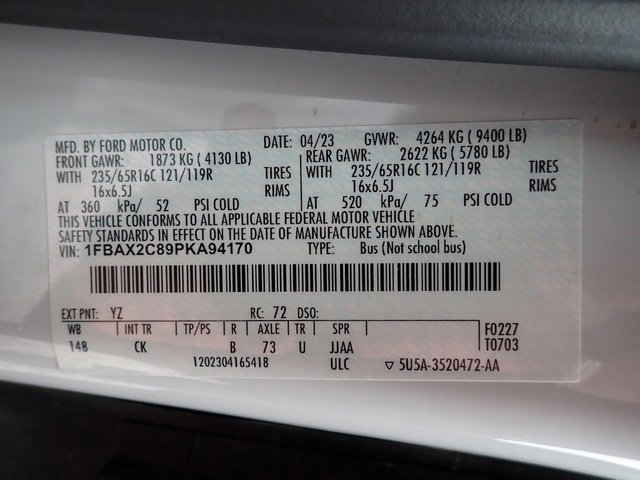 MFD. BY FORD MOTOR CO. DATE: 04/23 GVWR: 4264 KG ( 9400 LB)
FRONT GAWR: 1873 KG ( 4130 LB) REAR GAWR: 2622 KG ( 5780 LB)
WITH 235/65R16C 121/119R TIRES WITH 235/65R16C 121/119R TIRES
16x6.5J RIMS 16x6.5J RIMS
AT 360 kPa/ 52 PSI COLD AT 520 kPa/ 75 PSI COLD
THIS VEHICLE CONFORMS TO ALL APPLICABLE FEDERAL MOTOR VEHICLE
SAFETY STANDARDS IN EFFECT ON THE DATE OF MANUFACTURE SHOWN ABOVE.
VIN: 1FBAX2C89PKA94170 TYPE: Bus (Not school bus)
EXT PNT: YZ RC: 72 DSO:
WB INT TR TP/PS R AXLE TR SPR F0227
148 CK B 73 U JJAA T0703
1202304165418 ULC ▽ 5U5A-3520472-AA